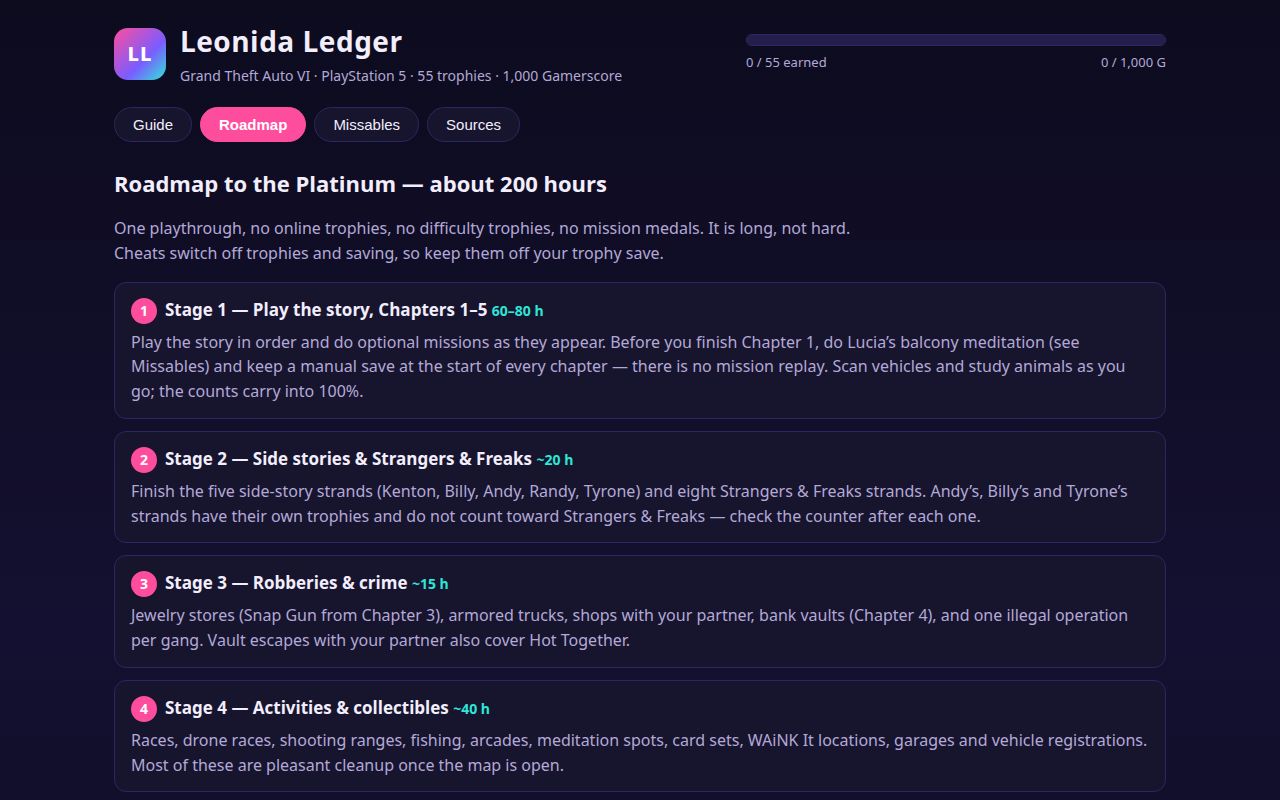 LL
Leonida Ledger
Grand Theft Auto VI · PlayStation 5 · 55 trophies · 1,000 Gamerscore
0 / 55 earned
0 / 1,000 G
Guide
Roadmap
Missables
Sources
Roadmap to the Platinum — about 200 hours
One playthrough, no online trophies, no difficulty trophies, no mission medals. It is long, not hard.
Cheats switch off trophies and saving, so keep them off your trophy save.
1 Stage 1 — Play the story, Chapters 1–5 60–80 h
Play the story in order and do optional missions as they appear. Before you finish Chapter 1, do Lucia’s balcony meditation (see
Missables) and keep a manual save at the start of every chapter — there is no mission replay. Scan vehicles and study animals as you
go; the counts carry into 100%.
2 Stage 2 — Side stories & Strangers & Freaks ~20 h
Finish the five side-story strands (Kenton, Billy, Andy, Randy, Tyrone) and eight Strangers & Freaks strands. Andy’s, Billy’s and Tyrone’s
strands have their own trophies and do not count toward Strangers & Freaks — check the counter after each one.
3 Stage 3 — Robberies & crime ~15 h
Jewelry stores (Snap Gun from Chapter 3), armored trucks, shops with your partner, bank vaults (Chapter 4), and one illegal operation
per gang. Vault escapes with your partner also cover Hot Together.
4 Stage 4 — Activities & collectibles ~40 h
Races, drone races, shooting ranges, fishing, arcades, meditation spots, card sets, WAiNK It locations, garages and vehicle registrations.
Most of these are pleasant cleanup once the map is open.